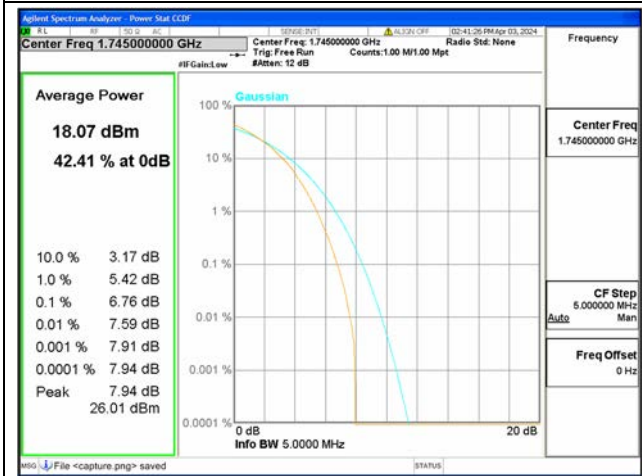 Agilent Spectrum Analyzer - Power Stat CCDF
RL RF 50 Ω AC SENSE:INT ALIGN OFF 02:41:26 PM Apr 03, 2024
Center Freq 1.745000000 GHz
Center Freq: 1.745000000 GHz Radio Std: None
Trig: Free Run Counts:1.00 M/1.00 Mpt
#IFGain:Low #Atten: 12 dB
Frequency
Average Power
18.07 dBm
42.41 % at 0dB
10.0 % 3.17 dB
1.0 % 5.42 dB
0.1 % 6.76 dB
0.01 % 7.59 dB
0.001 % 7.91 dB
0.0001 % 7.94 dB
Peak 7.94 dB
26.01 dBm
Gaussian
100 %
10 %
1 %
0.1 %
0.01 %
0.001 %
0.0001 %
0 dB 20 dB
Info BW 5.0000 MHz
Center Freq
1.745000000 GHz
CF Step
5.000000 MHz
Auto Man
Freq Offset
0 Hz
MSG File <capture.png> saved STATUS